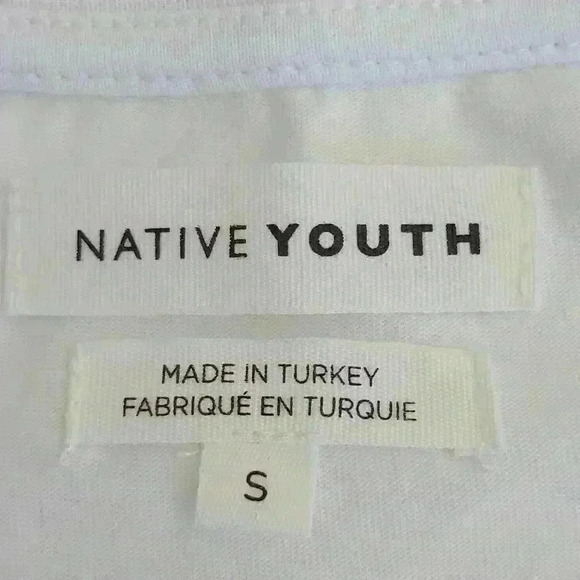 NATIVE YOUTH
MADE IN TURKEY
FABRIQUÉ EN TURQUIE
S